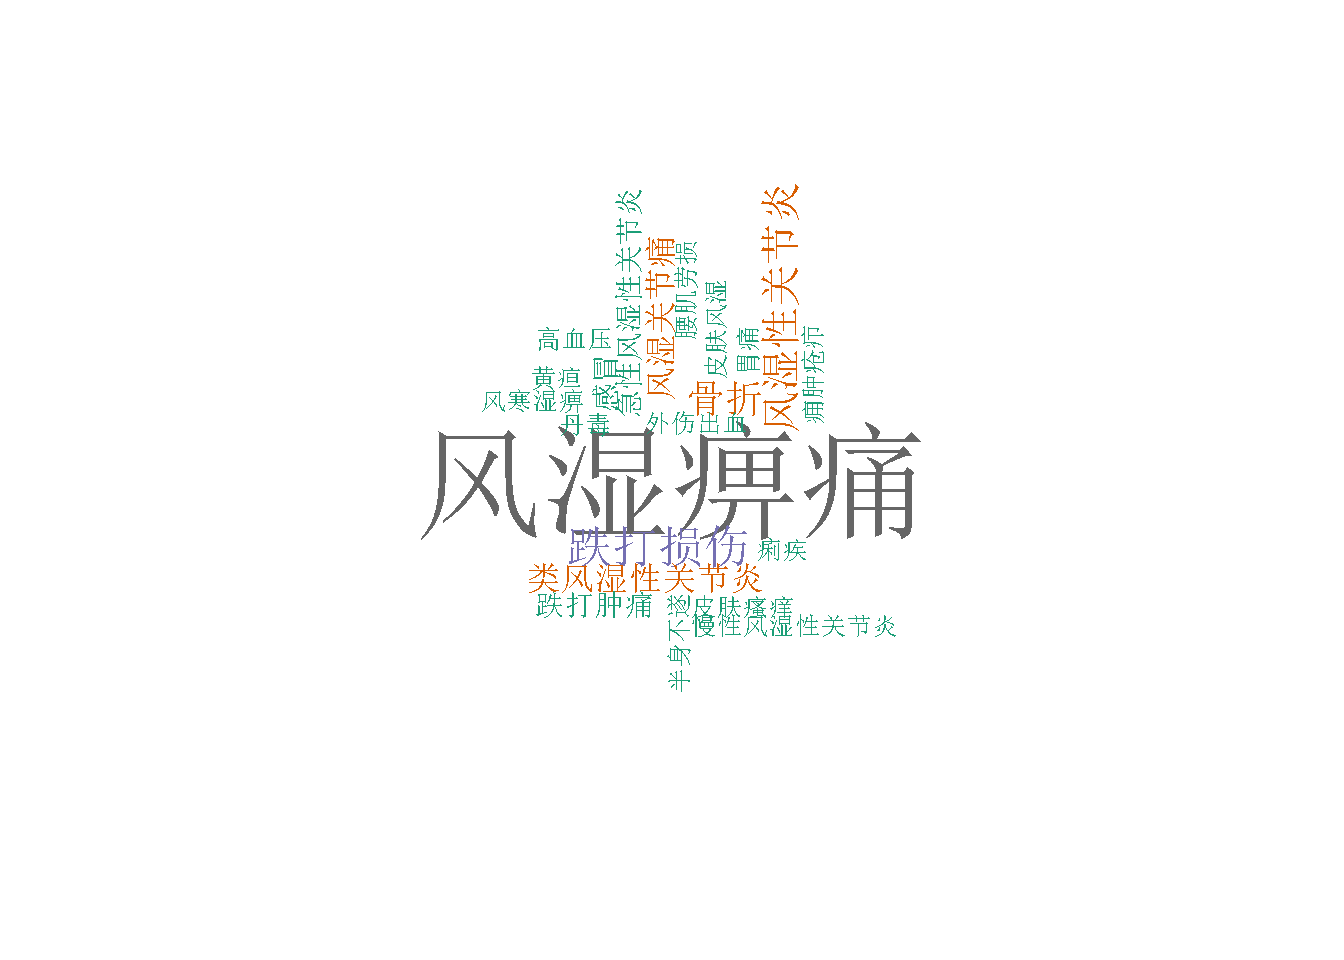 急性风湿性关节炎
风湿关节痛
腰肌劳损
皮肤风湿
风湿性关节炎
高血压
胃痛
痈肿疮疖
黄疸
感冒
骨折
风寒湿痹
丹毒
外伤出血
风湿痹痛
跌打损伤
痢疾
类风湿性关节炎
跌打肿痛
半身不遂
皮肤瘙痒
慢性风湿性关节炎